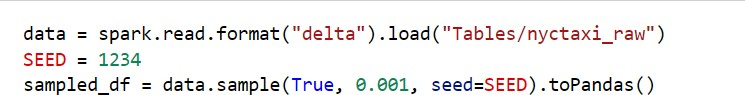 data = spark.read.format("delta").load("Tables/nyctaxi_raw")
SEED = 1234
sampled_df = data.sample(True, 0.001, seed=SEED).toPandas()